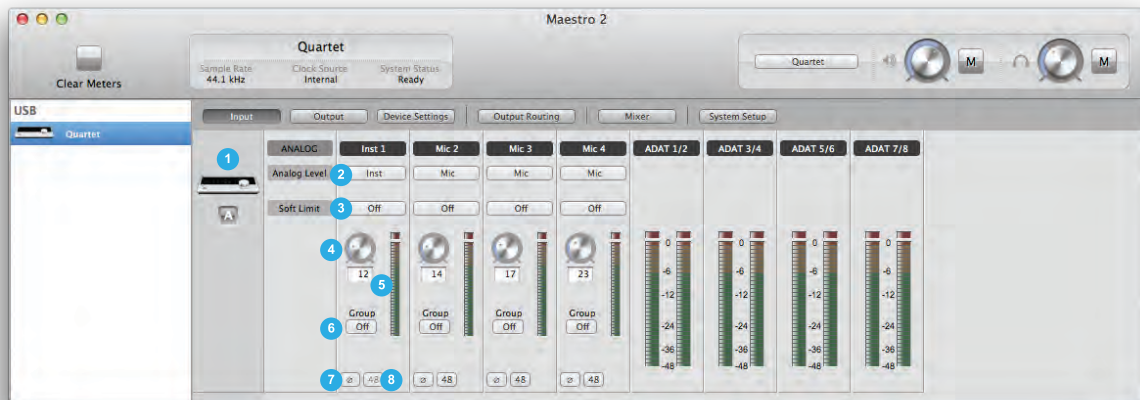 Maestro 2
Clear Meters
Quartet
Sample Rate Clock Source System Status
44.1 kHz Internal Ready
Quartet M M
USB
Quartet
Input Output Device Settings Output Routing Mixer System Setup
1
A
ANALOG Inst 1 Mic 2 Mic 3 Mic 4 ADAT 1/2 ADAT 3/4 ADAT 5/6 ADAT 7/8
Analog Level 2 Inst Mic Mic Mic
Soft Limit 3 Off Off Off Off
4
12 14 17 23
5
Group Group Group Group
6 Off Off Off Off
7 ø 48 8 ø 48 ø 48 ø 48
0 0 0 0
-6 -6 -6 -6
-12 -12 -12 -12
-24 -24 -24 -24
-36 -36 -36 -36
-48 -48 -48 -48